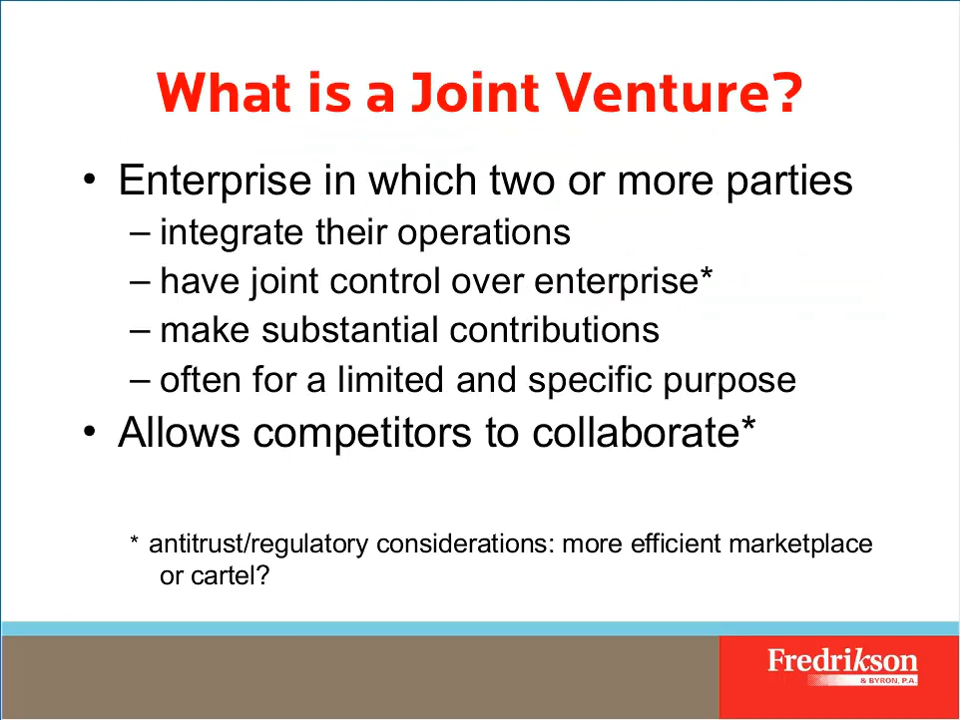 What is a Joint Venture?
• Enterprise in which two or more parties
– integrate their operations
– have joint control over enterprise*
– make substantial contributions
– often for a limited and specific purpose
• Allows competitors to collaborate*
* antitrust/regulatory considerations: more efficient marketplace
or cartel?
Fredrikson
& BYRON, P.A.